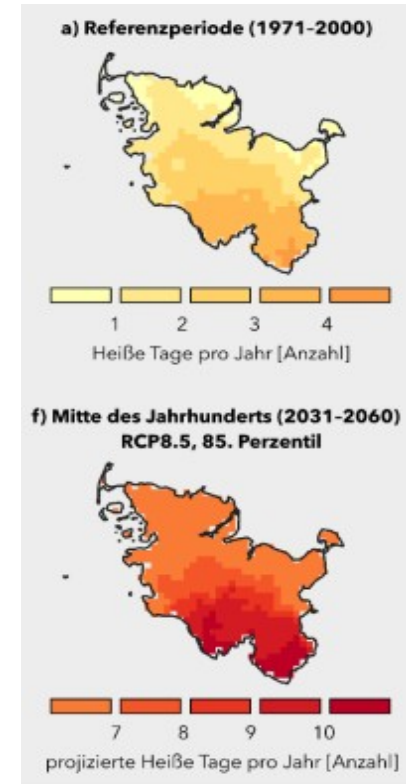 a) Referenzperiode (1971–2000)
1 2 3 4
Heiße Tage pro Jahr [Anzahl]
f) Mitte des Jahrhunderts (2031–2060)
RCP8.5, 85. Perzentil
7 8 9 10
projizierte Heiße Tage pro Jahr [Anzahl]